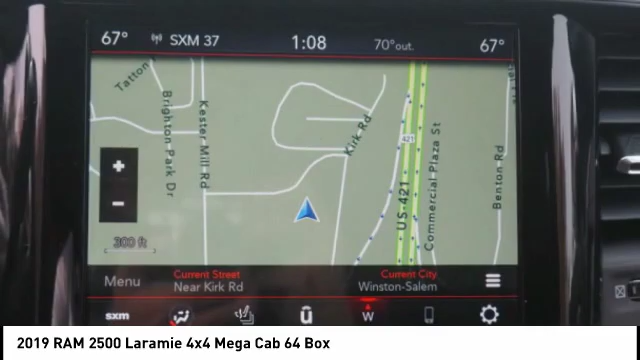 67° SXM 37 1:08 70°out. 67°
Tatton
Brighton Park Dr
Kester Mill Rd
Kirk Rd
421
US-421
Commercial Plaza St
Benton Rd
+
-
300 ft
Menu
Current Street
Near Kirk Rd
Current City
Winston-Salem
sxm
W
2019 RAM 2500 Laramie 4x4 Mega Cab 64 Box